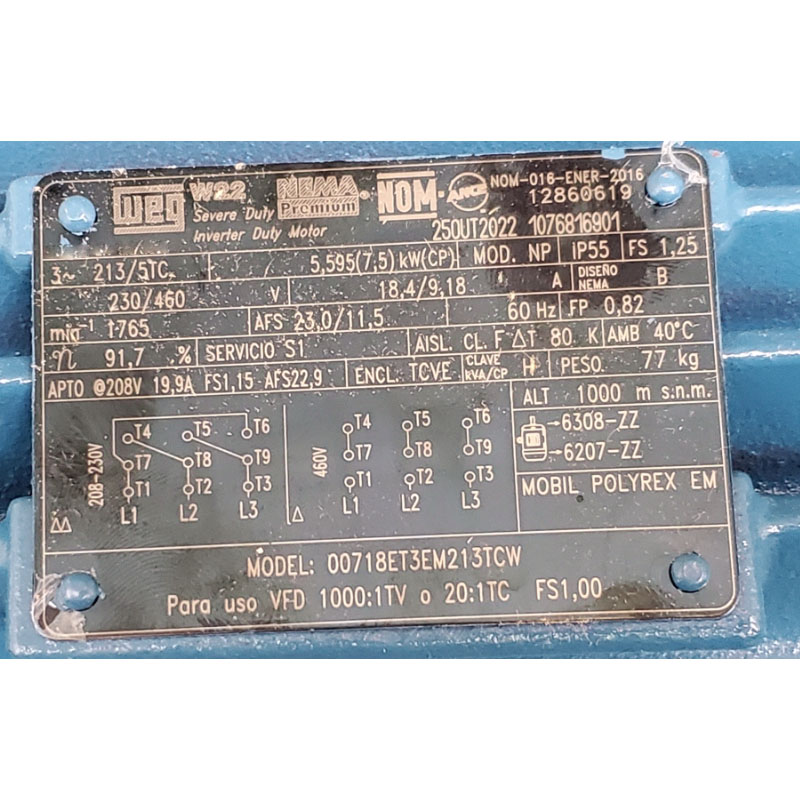 WEG W22 NEMA Premium® NOM-ANCE NOM-016-ENER-2016
Severe Duty 12860619
Inverter Duty Motor 25OUT2022 1076816901
3~ 213/5TC 5,595(7,5) kW(CP) MOD. NP IP55 FS 1,25
230/460 V 18,4/9,18 A DISEÑO NEMA B
min⁻¹ 1765 AFS 23,0/11,5 60 Hz FP 0,82
η 91,7 % SERVICIO S1 AISL. CL. F ΔT 80 K AMB 40°C
APTO @208V 19,9A FS1,15 AFS22,9 ENCL. TCVE CLAVE KVA/CP H PESO. 77 kg
ALT 1000 m s.n.m.
T4 T5 T6 T4 T5 T6 6308-ZZ
T7 T8 T9 T7 T8 T9 6207-ZZ
T1 T2 T3 T1 T2 T3
208-230V L1 L2 L3 460V L1 L2 L3 MOBIL POLYREX EM
ΔΔ Δ
MODEL: 00718ET3EM213TCW
Para uso VFD 1000:1TV o 20:1TC FS1,00